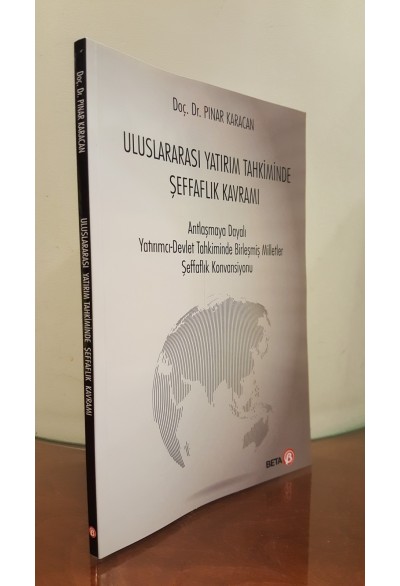 Doç. Dr. PINAR KARACAN
ULUSLARARASI YATIRIM TAHKİMİNDE
ŞEFFAFLIK KAVRAMI
Antlaşmaya Dayalı
Yatırımcı-Devlet Tahkiminde Birleşmiş Milletler
Şeffaflık Konvansiyonu
BETA
Doç. Dr. PINAR KARACAN
ULUSLARARASI YATIRIM TAHKİMİNDE ŞEFFAFLIK KAVRAMI